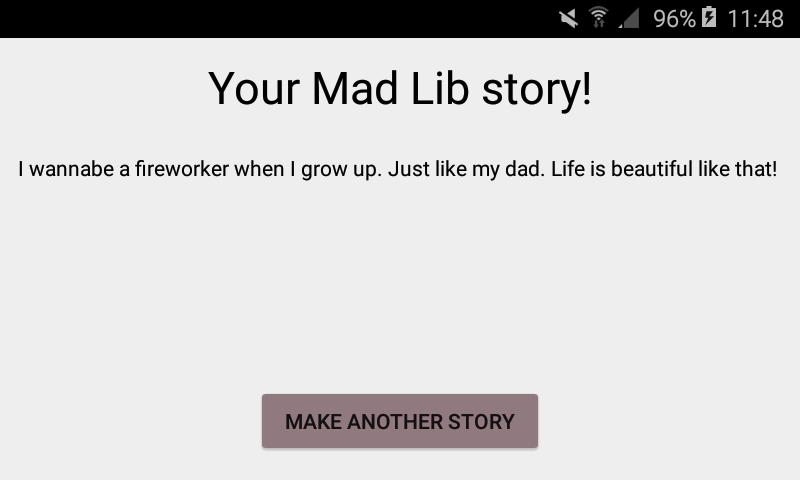 96% 11:48
Your Mad Lib story!
I wannabe a fireworker when I grow up. Just like my dad. Life is beautiful like that!
MAKE ANOTHER STORY